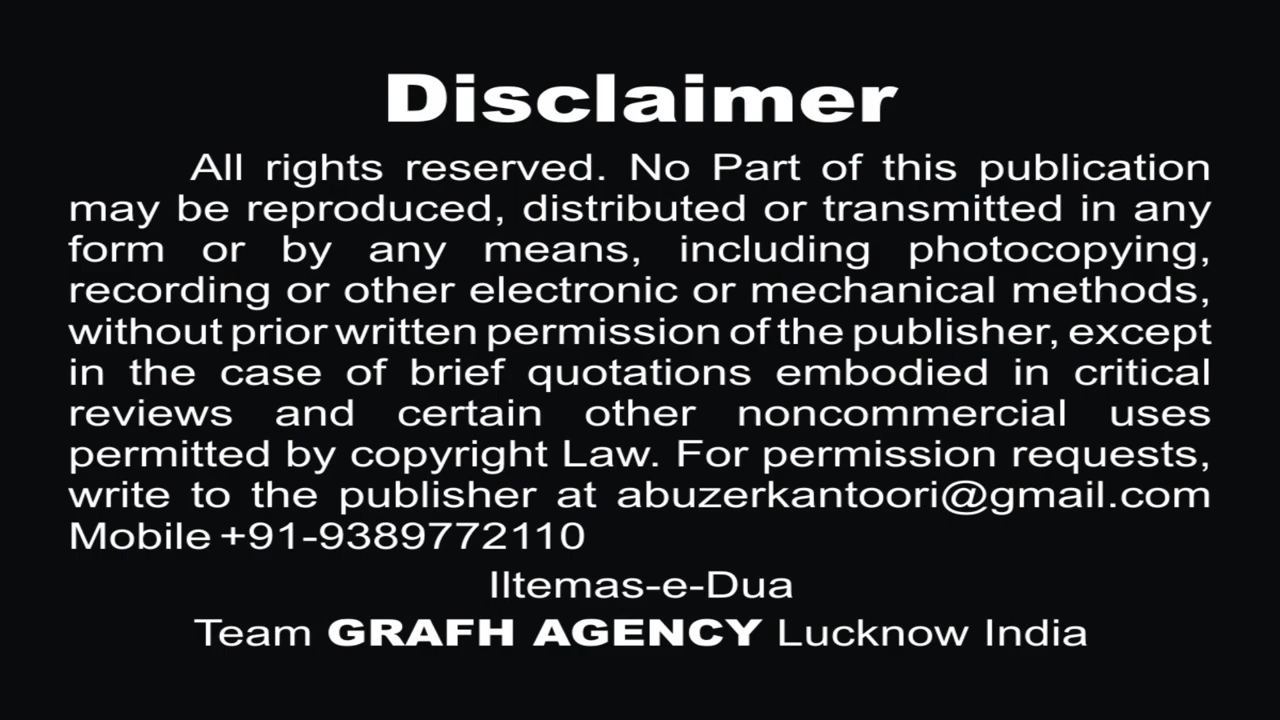 Disclaimer
All rights reserved. No Part of this publication
may be reproduced, distributed or transmitted in any
form or by any means, including photocopying,
recording or other electronic or mechanical methods,
without prior written permission of the publisher, except
in the case of brief quotations embodied in critical
reviews and certain other noncommercial uses
permitted by copyright Law. For permission requests,
write to the publisher at abuzerkantoori@gmail.com
Mobile +91-9389772110
IItemas-e-Dua
Team GRAFH AGENCY Lucknow India